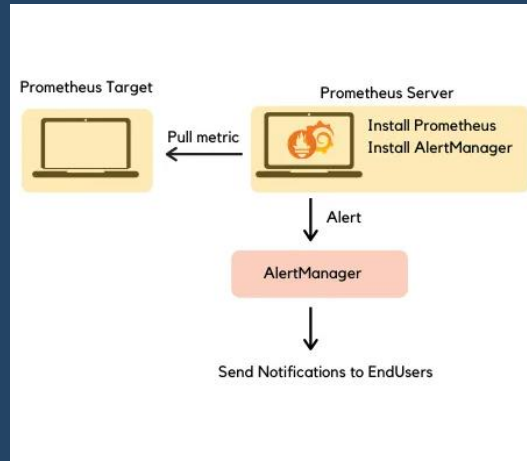 Prometheus Target
Prometheus Server
Install Prometheus
Install AlertManager
Pull metric
Alert
AlertManager
Send Notifications to EndUsers